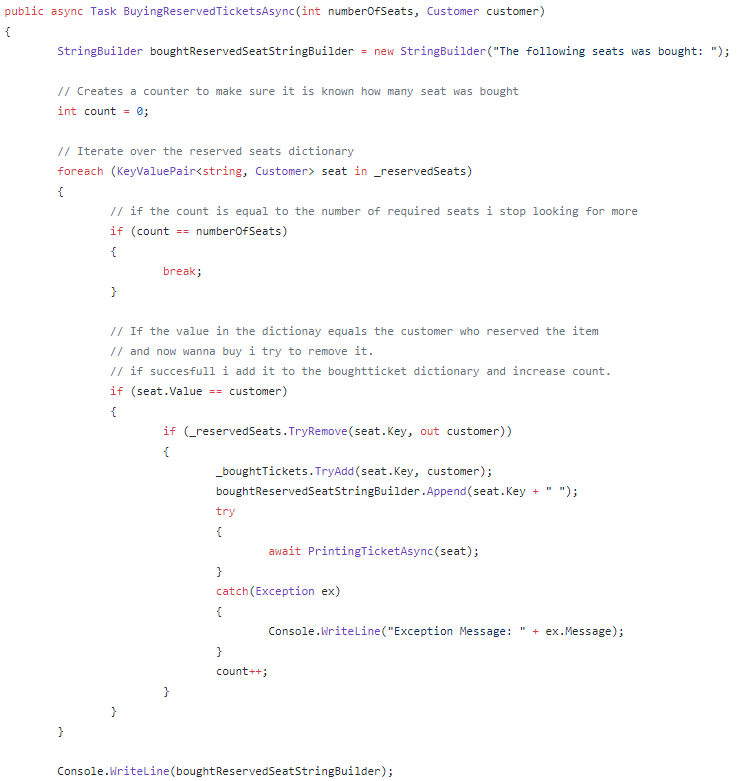 public async Task BuyingReservedTicketsAsync(int numberOfSeats, Customer customer)
{
StringBuilder boughtReservedSeatStringBuilder = new StringBuilder("The following seats was bought: ");
// Creates a counter to make sure it is known how many seat was bought
int count = 0;
// Iterate over the reserved seats dictionary
foreach (KeyValuePair<string, Customer> seat in _reservedSeats)
{
// if the count is equal to the number of required seats i stop looking for more
if (count == numberOfSeats)
{
break;
}
// If the value in the dictionay equals the customer who reserved the item
// and now wanna buy i try to remove it.
// if succesfull i add it to the boughtticket dictionary and increase count.
if (seat.Value == customer)
{
if (_reservedSeats.TryRemove(seat.Key, out customer))
{
_boughtTickets.TryAdd(seat.Key, customer);
boughtReservedSeatStringBuilder.Append(seat.Key + " ");
try
{
await PrintingTicketAsync(seat);
}
catch(Exception ex)
{
Console.WriteLine("Exception Message: " + ex.Message);
}
count++;
}
}
}
Console.WriteLine(boughtReservedSeatStringBuilder);